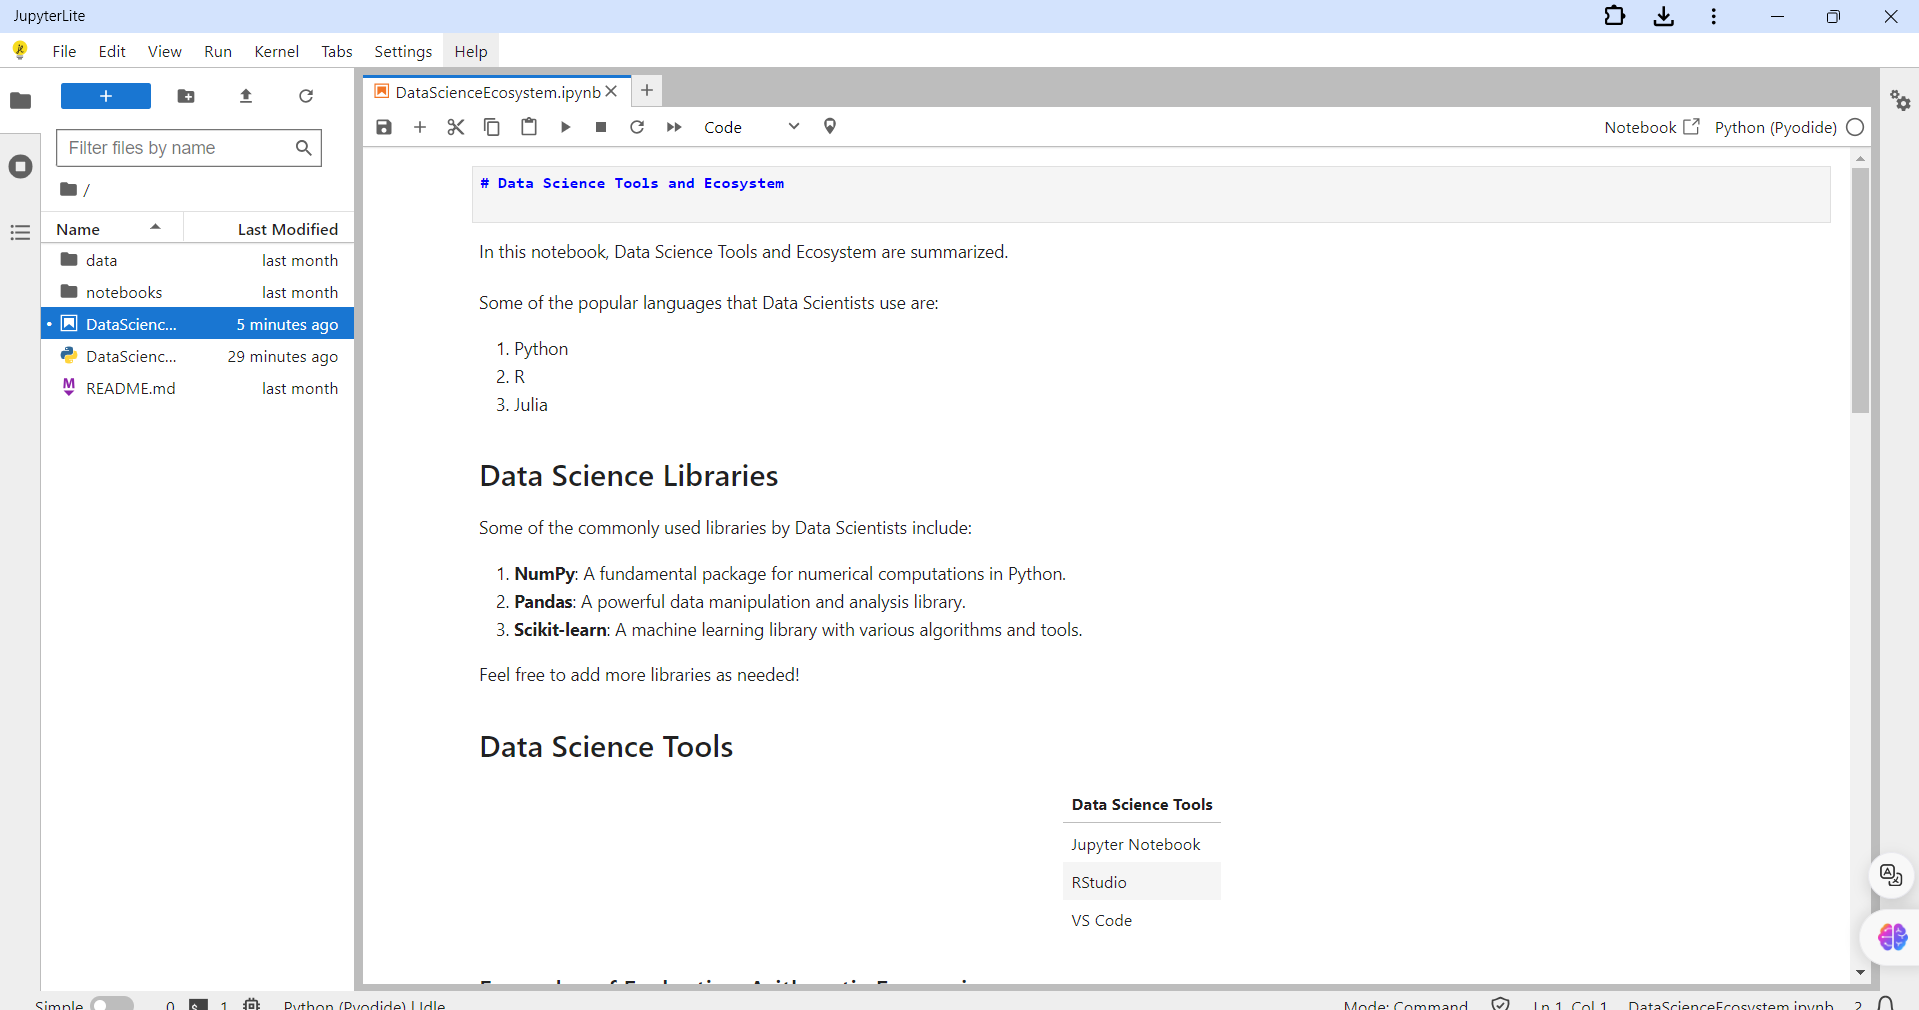 JupyterLite
File Edit View Run Kernel Tabs Settings Help
+
Filter files by name
/
Name Last Modified
data last month
notebooks last month
DataScienc... 5 minutes ago
DataScienc... 29 minutes ago
README.md last month
DataScienceEcosystem.ipynb
Code
Notebook Python (Pyodide)
# Data Science Tools and Ecosystem
In this notebook, Data Science Tools and Ecosystem are summarized.
Some of the popular languages that Data Scientists use are:
1. Python
2. R
3. Julia
Data Science Libraries
Some of the commonly used libraries by Data Scientists include:
1. NumPy: A fundamental package for numerical computations in Python.
2. Pandas: A powerful data manipulation and analysis library.
3. Scikit-learn: A machine learning library with various algorithms and tools.
Feel free to add more libraries as needed!
Data Science Tools
Data Science Tools
Jupyter Notebook
RStudio
VS Code
Simple 0 1 Python (Pyodide) | Idle Mode: Command Ln 1, Col 1 DataScienceEcosystem.ipynb 2